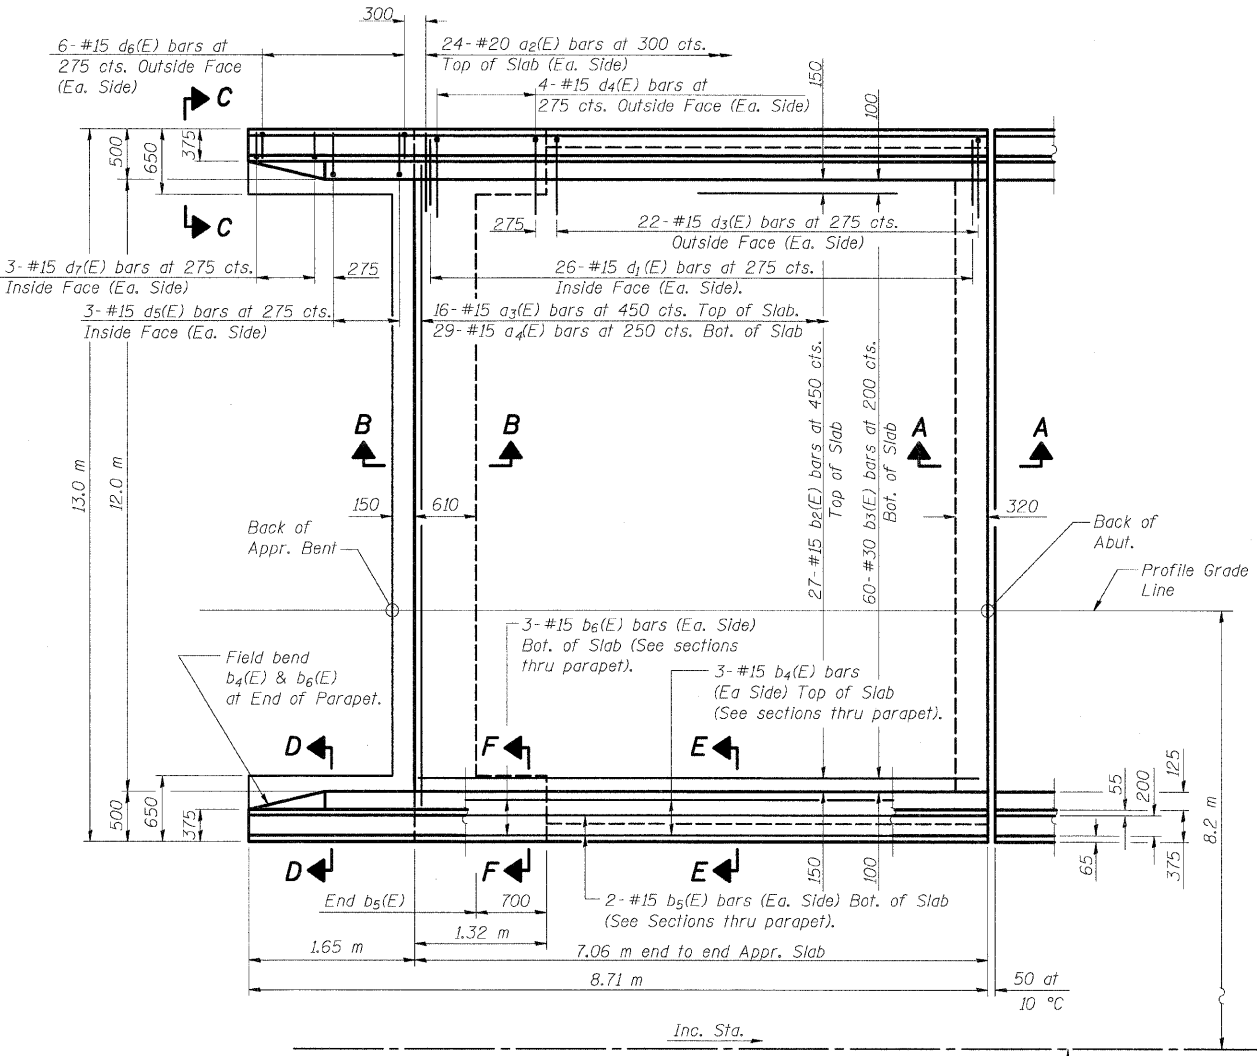 300
6-#15 d6(E) bars at
275 cts. Outside Face
(Ea. Side)
24-#20 a2(E) bars at 300 cts.
Top of Slab (Ea. Side)
4-#15 d4(E) bars at
275 cts. Outside Face (Ea. Side)
150
100
C
500
650
375
C
275
22-#15 d3(E) bars at 275 cts.
Outside Face (Ea. Side)
3-#15 d7(E) bars at 275 cts.
Inside Face (Ea. Side)
275
26-#15 d1(E) bars at 275 cts.
Inside Face (Ea. Side).
3-#15 d5(E) bars at 275 cts.
Inside Face (Ea. Side)
16-#15 a3(E) bars at 450 cts. Top of Slab.
29-#15 a4(E) bars at 250 cts. Bot. of Slab
27-#15 b2(E) bars at 450 cts.
Top of Slab
60-#30 b3(E) bars at 200 cts.
Bot. of Slab
B
B
A
A
13.0 m
12.0 m
150
610
320
Back of
Appr. Bent
Back of
Abut.
Profile Grade
Line
3-#15 b6(E) bars (Ea. Side)
Bot. of Slab (See sections
thru parapet).
Field bend
b4(E) & b6(E)
at End of Parapet.
3-#15 b4(E) bars
(Ea Side) Top of Slab
(See sections thru parapet).
D
F
E
500
650
375
55
200
125
8.2 m
D
F
E
150
100
65
375
End b5(E)
700
2-#15 b5(E) bars (Ea. Side) Bot. of Slab
(See Sections thru parapet).
1.32 m
1.65 m
7.06 m end to end Appr. Slab
8.71 m
50 at
10 °C
Inc. Sta.